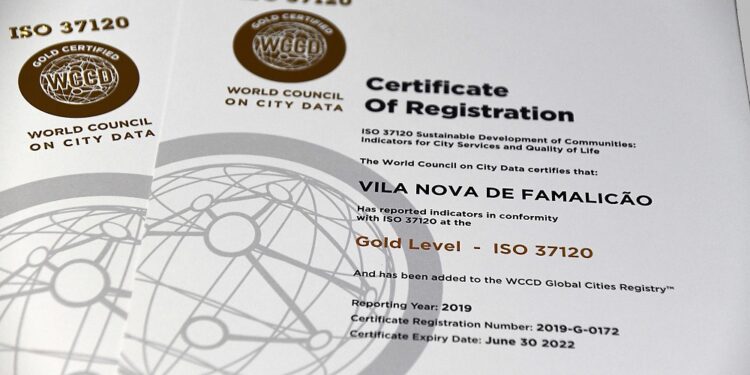 ISO 37120
GOLD CERTIFIED
WCCD
WORLD COUNCIL
ON CITY DATA
ISO 37120
GOLD CERTIFIED
WCCD
WORLD COUNCIL
ON CITY DATA
Certificate
Of Registration
ISO 37120 Sustainable Development of Communities:
Indicators for City Services and Quality of Life
The World Council on City Data certifies that:
VILA NOVA DE FAMALICÃO
Has reported indicators in conformity
with ISO 37120 at the
Gold Level - ISO 37120
And has been added to the WCCD Global Cities Registry™
Reporting Year: 2019
Certificate Registration Number: 2019-G-0172
Certificate Expiry Date: June 30 2022